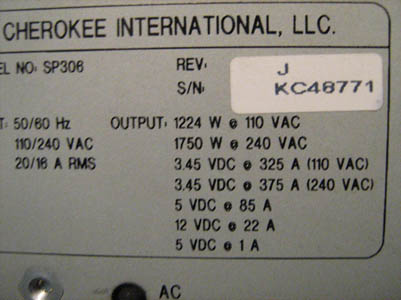 CHEROKEE INTERNATIONAL, LLC.
EL NO: SP306 REV: J
S/N: KC48771
T: 50/60 Hz OUTPUT: 1224 W @ 110 VAC
110/240 VAC 1750 W @ 240 VAC
20/16 A RMS 3.45 VDC @ 325 A (110 VAC)
3.45 VDC @ 375 A (240 VAC)
5 VDC @ 85 A
12 VDC @ 22 A
5 VDC @ 1 A
AC